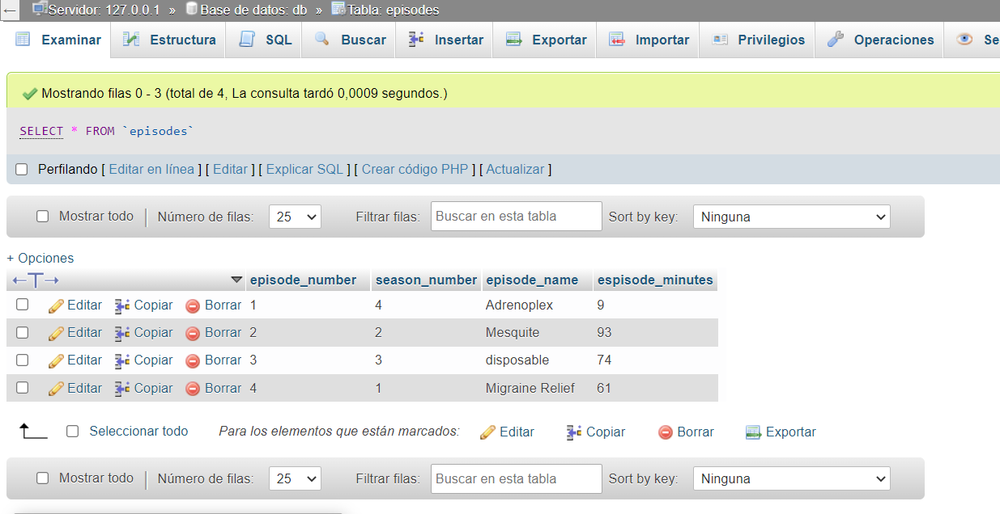 Servidor: 127.0.0.1 » Base de datos: db » Tabla: episodes
Examinar Estructura SQL Buscar Insertar Exportar Importar Privilegios Operaciones Se
Mostrando filas 0 - 3 (total de 4, La consulta tardó 0,0009 segundos.)
SELECT * FROM `episodes`
Perfilando [ Editar en línea ] [ Editar ] [ Explicar SQL ] [ Crear código PHP ] [ Actualizar ]
Mostrar todo | Número de filas: 25 Filtrar filas: Buscar en esta tabla Sort by key: Ninguna
+ Opciones
←T→ episode_number season_number episode_name espisode_minutes
Editar Copiar Borrar 1 4 Adrenoplex 9
Editar Copiar Borrar 2 2 Mesquite 93
Editar Copiar Borrar 3 3 disposable 74
Editar Copiar Borrar 4 1 Migraine Relief 61
Seleccionar todo Para los elementos que están marcados: Editar Copiar Borrar Exportar
Mostrar todo | Número de filas: 25 Filtrar filas: Buscar en esta tabla Sort by key: Ninguna